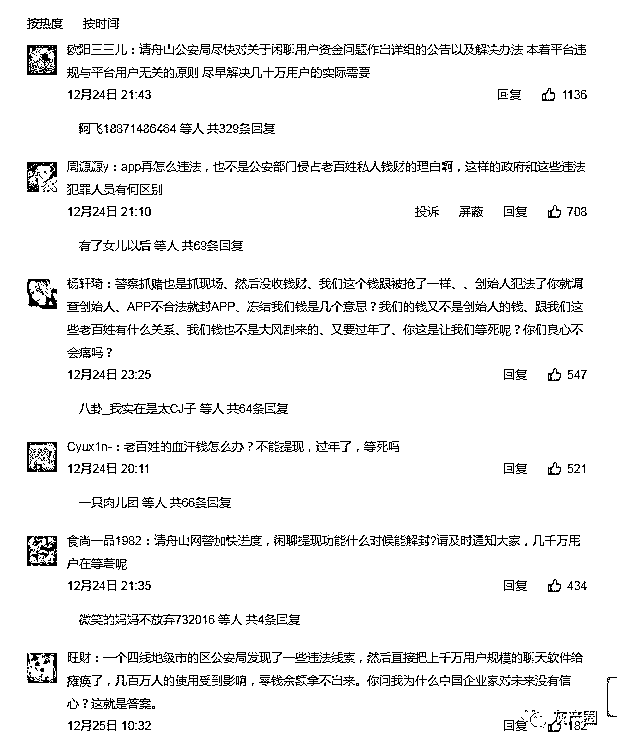 按热度 按时间
欧阳三三儿：请舟山公安局尽快对关于闲聊用户资金问题作出详细的公告以及解决办法 本着平台违
规与平台用户无关的原则 尽早解决几十万用户的实际需要
12月24日 21:43 回复 1136
阿飞18871486464 等人 共329条回复
周源源y：app再怎么违法，也不是公安部门侵占老百姓私人钱财的理由啊，这样的政府和这些违法
犯罪人员有何区别
12月24日 21:10 投诉 屏蔽 回复 708
有了女儿以后 等人 共69条回复
杨轩琦：警察抓赌也是抓现场、然后没收钱财、我们这个钱跟被抢了一样、、创始人犯法了你就调
查创始人、APP不合法就封APP、冻结我们钱是几个意思？我们的钱又不是创始人的钱、跟我们这
些老百姓有什么关系、我们钱也不是大风刮来的、又要过年了、你这是让我们等死呢？你们良心不
会痛吗？
12月24日 23:25 回复 547
八卦_我实在是太CJ子 等人 共64条回复
Cyux1n-：老百姓的血汗钱怎么办？不能提现，过年了，等死吗
12月24日 20:11 回复 521
一只肉儿团 等人 共66条回复
食尚一品1982：请舟山网警加快进度，闲聊提现功能什么时候能解封?请及时通知大家，几千万用
户在等着呢
12月24日 21:35 回复 434
微笑的妈妈不放弃732016 等人 共4条回复
旺财：一个四线地级市的区公安局发现了一些违法线索，然后直接把上千万用户规模的聊天软件给
瘫痪了，几百万人的使用受到影响，零钱余额拿不出来。你问我为什么中国企业家对未来没有信
心？这就是答案。
12月25日 10:32 回复 182
灰产圈